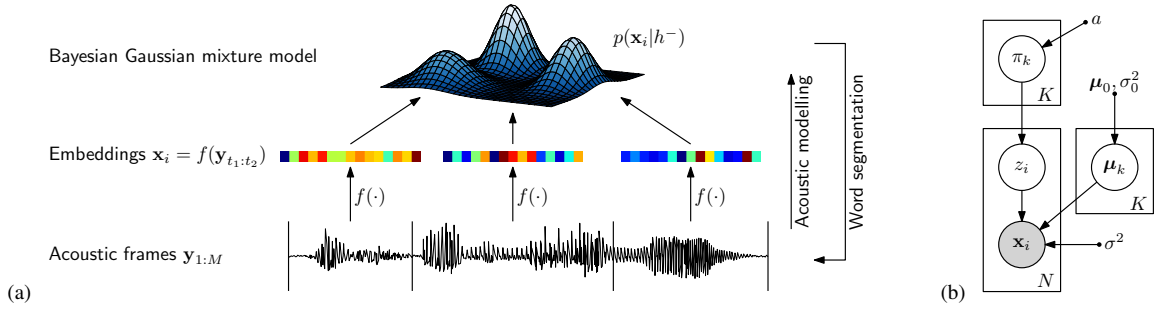 Bayesian Gaussian mixture model
p(x_i|h^−)
Embeddings x_i = f(y_{t_1:t_2})
f(·) f(·) f(·)
Acoustic frames y_{1:M}
Acoustic modelling
Word segmentation
(a)
a
π_k
K
μ_0, σ_0^2
z_i
μ_k
K
x_i
σ^2
N
(b)